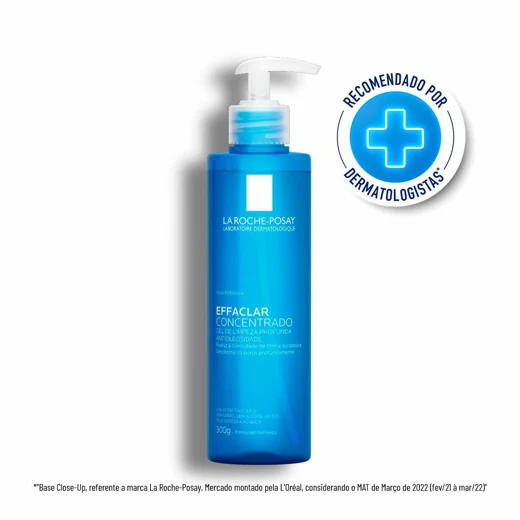 RECOMENDADO POR
DERMATOLOGISTAS*
LA ROCHE-POSAY
LABORATOIRE DERMATOLOGIQUE
EFFACLAR
CONCENTRADO
GEL DE LIMPEZA PROFUNDA
ANTIOLEOSIDADE
300g
*"Base Close-Up, referente a marca La Roche-Posay. Mercado montado pela L'Oréal, considerando o MAT de Março de 2022 (fev/21 à mar/22)"